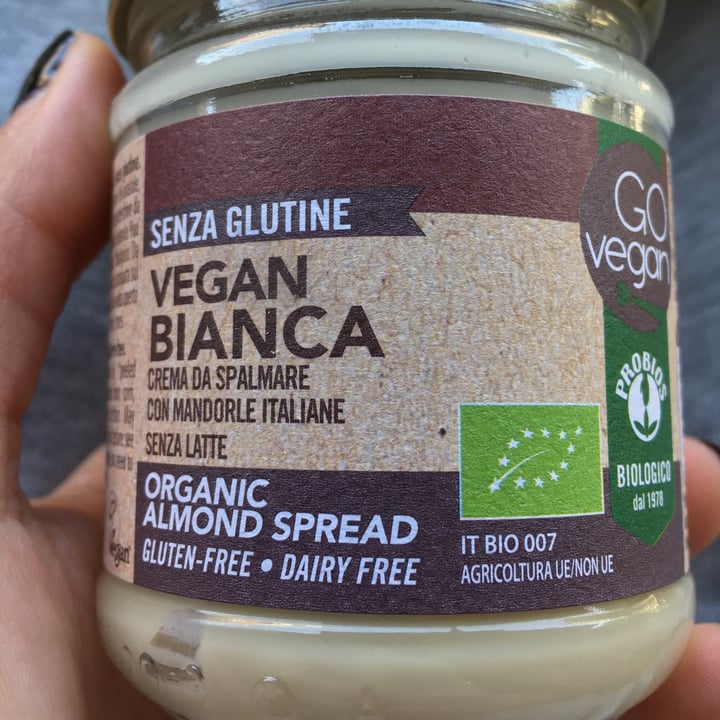 SENZA GLUTINE
VEGAN
BIANCA
CREMA DA SPALMARE
CON MANDORLE ITALIANE
SENZA LATTE
ORGANIC
ALMOND SPREAD
GLUTEN-FREE • DAIRY FREE
GO
vegan
PROBIOS
BIOLOGICO
dal 1978
IT BIO 007
AGRICOLTURA UE/NON UE